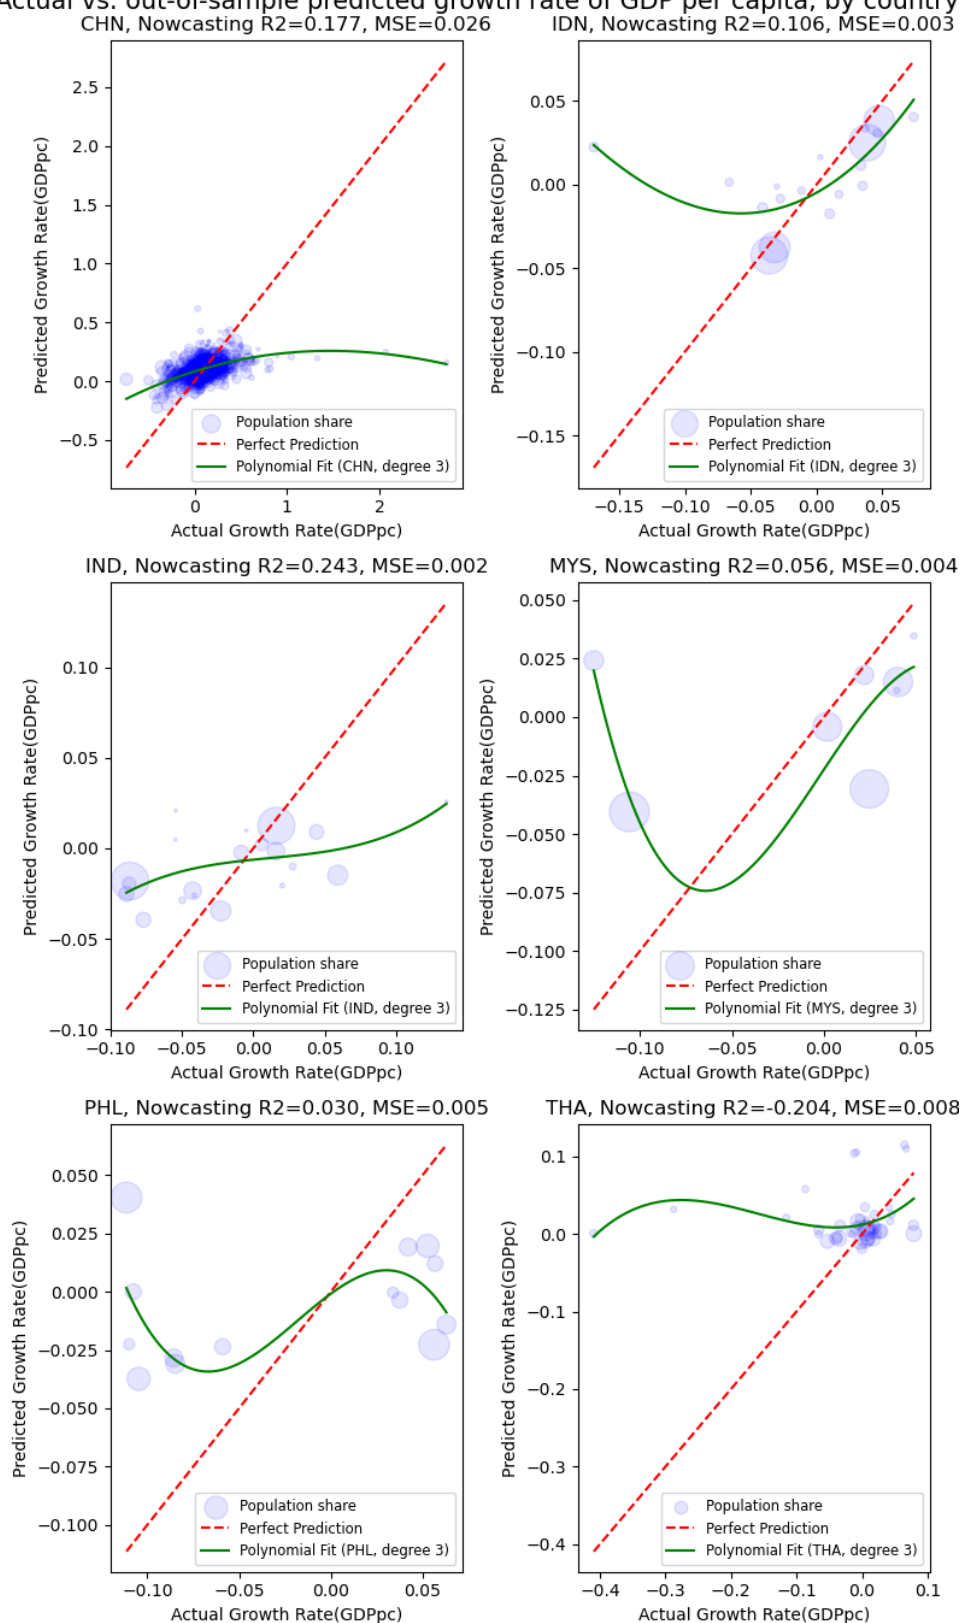 Actual vs. out-of-sample predicted growth rate of GDP per capita, by country
CHN, Nowcasting R2=0.177, MSE=0.026
Predicted Growth Rate(GDPpc)
2.5
2.0
1.5
1.0
0.5
0.0
−0.5
Population share
Perfect Prediction
Polynomial Fit (CHN, degree 3)
0 1 2
Actual Growth Rate(GDPpc)
IDN, Nowcasting R2=0.106, MSE=0.003
Predicted Growth Rate(GDPpc)
0.05
0.00
−0.05
−0.10
−0.15
Population share
Perfect Prediction
Polynomial Fit (IDN, degree 3)
−0.15 −0.10 −0.05 0.00 0.05
Actual Growth Rate(GDPpc)
IND, Nowcasting R2=0.243, MSE=0.002
Predicted Growth Rate(GDPpc)
0.10
0.05
0.00
−0.05
−0.10
Population share
Perfect Prediction
Polynomial Fit (IND, degree 3)
−0.10 −0.05 0.00 0.05 0.10
Actual Growth Rate(GDPpc)
MYS, Nowcasting R2=0.056, MSE=0.004
Predicted Growth Rate(GDPpc)
0.050
0.025
0.000
−0.025
−0.050
−0.075
−0.100
−0.125
Population share
Perfect Prediction
Polynomial Fit (MYS, degree 3)
−0.10 −0.05 0.00 0.05
Actual Growth Rate(GDPpc)
PHL, Nowcasting R2=0.030, MSE=0.005
Predicted Growth Rate(GDPpc)
0.050
0.025
0.000
−0.025
−0.050
−0.075
−0.100
Population share
Perfect Prediction
Polynomial Fit (PHL, degree 3)
−0.10 −0.05 0.00 0.05
Actual Growth Rate(GDPpc)
THA, Nowcasting R2=-0.204, MSE=0.008
Predicted Growth Rate(GDPpc)
0.1
0.0
−0.1
−0.2
−0.3
−0.4
Population share
Perfect Prediction
Polynomial Fit (THA, degree 3)
−0.4 −0.3 −0.2 −0.1 0.0 0.1
Actual Growth Rate(GDPpc)